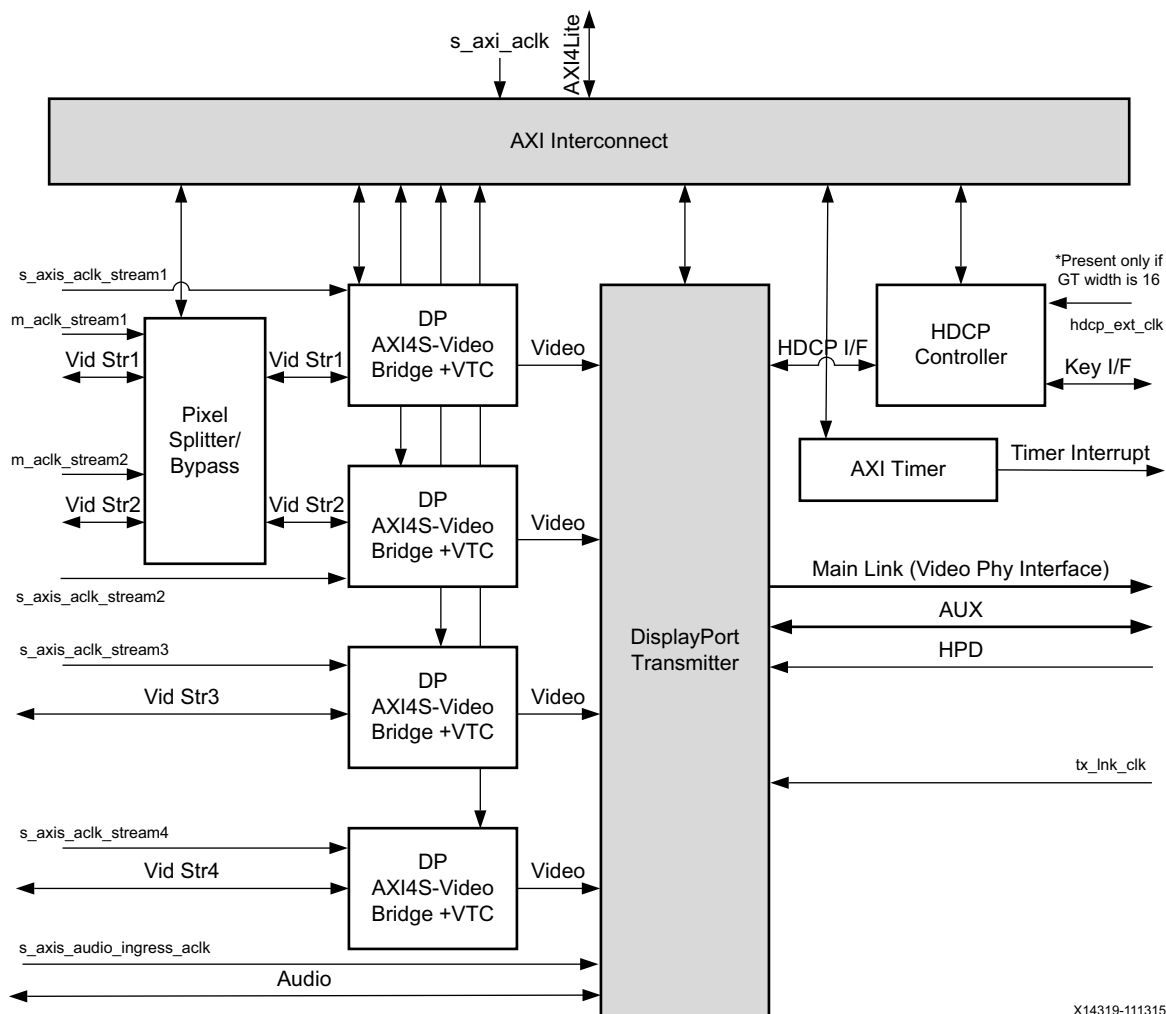 s_axi_aclk
AXI4Lite
AXI Interconnect
s_axis_aclk_stream1
m_aclk_stream1
Vid Str1
Vid Str1
m_aclk_stream2
Vid Str2
Vid Str2
s_axis_aclk_stream2
Pixel
Splitter/
Bypass
DP
AXI4S-Video
Bridge +VTC
Video
DP
AXI4S-Video
Bridge +VTC
Video
s_axis_aclk_stream3
Vid Str3
DP
AXI4S-Video
Bridge +VTC
Video
s_axis_aclk_stream4
Vid Str4
DP
AXI4S-Video
Bridge +VTC
Video
s_axis_audio_ingress_aclk
Audio
DisplayPort
Transmitter
HDCP I/F
HDCP
Controller
*Present only if
GT width is 16
hdcp_ext_clk
Key I/F
AXI Timer
Timer Interrupt
Main Link (Video Phy Interface)
AUX
HPD
tx_lnk_clk
X14319-111315